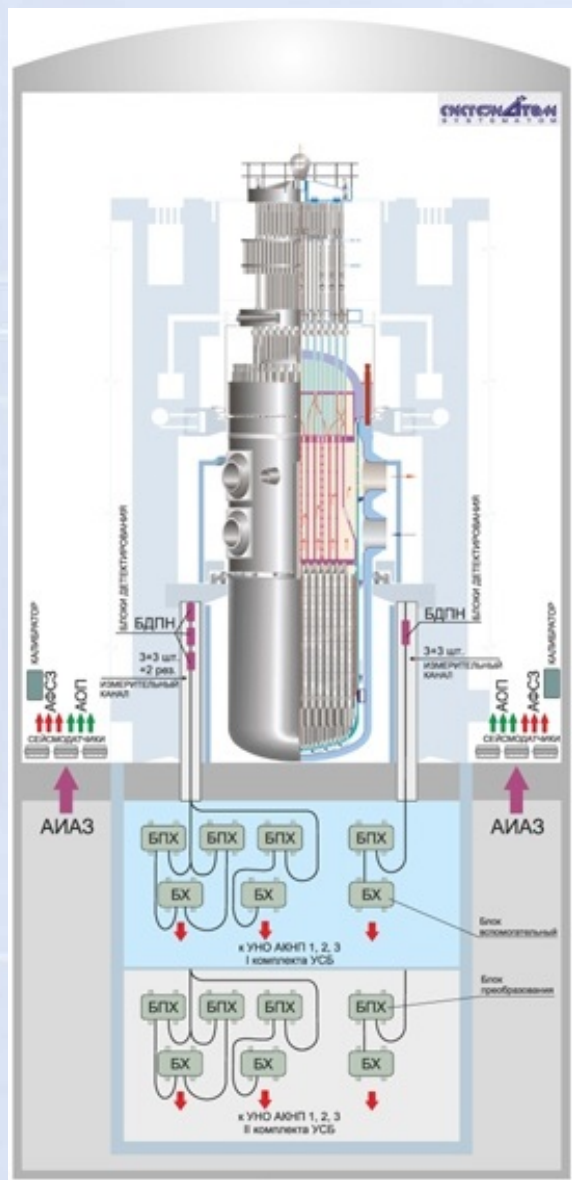 СИСТЕМАТОМ
SYSTEMATOM
БЛОКИ ДЕТЕКТИРОВАНИЯ
БДПН
3+3 шт.
+2 рез.
ИЗМЕРИТЕЛЬНЫЙ
КАНАЛ
БЛОКИ ДЕТЕКТИРОВАНИЯ
БДПН
3+3 шт.
ИЗМЕРИТЕЛЬНЫЙ
КАНАЛ
КАЛИБРАТОР
АФСЗ
АОП
СЕЙСМОДАТЧИКИ
АИАЗ
АОП
АФСЗ
КАЛИБРАТОР
СЕЙСМОДАТЧИКИ
АИАЗ
БПХ
БПХ
БПХ
БПХ
БХ
БХ
БХ
Блок
вспомогательный
к УНО АКНП 1, 2, 3
I комплекта УСБ
Блок
преобразования
БПХ
БПХ
БПХ
БПХ
БХ
БХ
БХ
к УНО АКНП 1, 2, 3
II комплекта УСБ